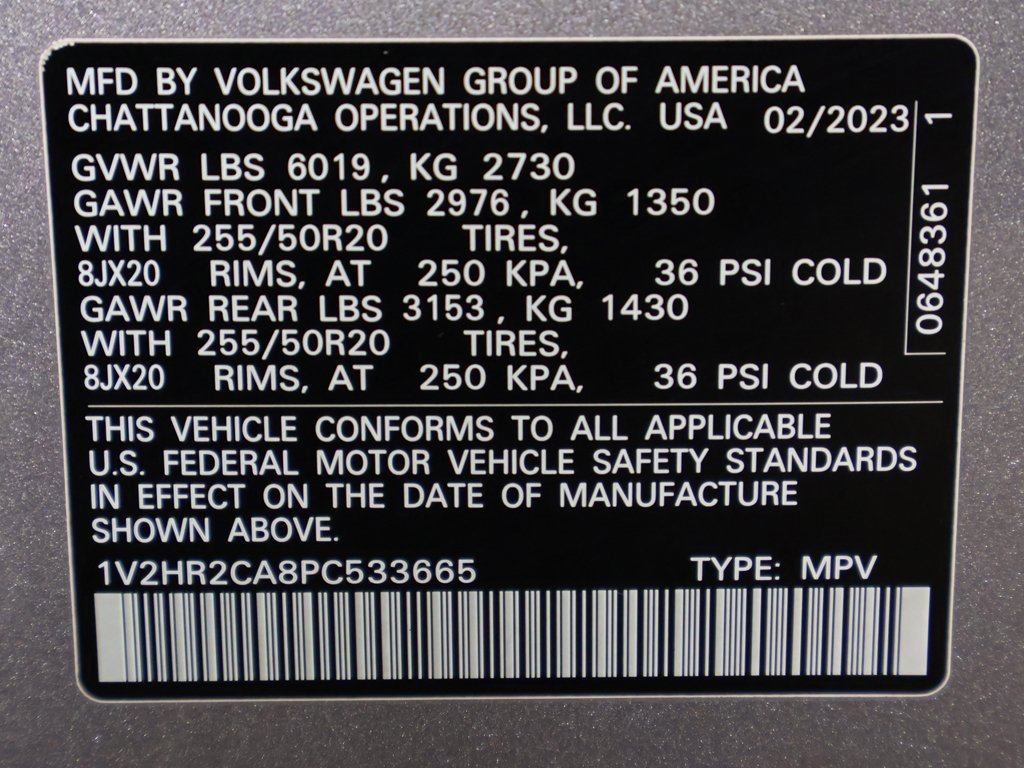 MFD BY VOLKSWAGEN GROUP OF AMERICA
CHATTANOOGA OPERATIONS, LLC. USA 02/2023
GVWR LBS 6019, KG 2730
GAWR FRONT LBS 2976, KG 1350
WITH 255/50R20 TIRES,
8JX20 RIMS, AT 250 KPA, 36 PSI COLD
GAWR REAR LBS 3153, KG 1430
WITH 255/50R20 TIRES,
8JX20 RIMS, AT 250 KPA, 36 PSI COLD
0648361 1
THIS VEHICLE CONFORMS TO ALL APPLICABLE
U.S. FEDERAL MOTOR VEHICLE SAFETY STANDARDS
IN EFFECT ON THE DATE OF MANUFACTURE
SHOWN ABOVE.
1V2HR2CA8PC533665 TYPE: MPV